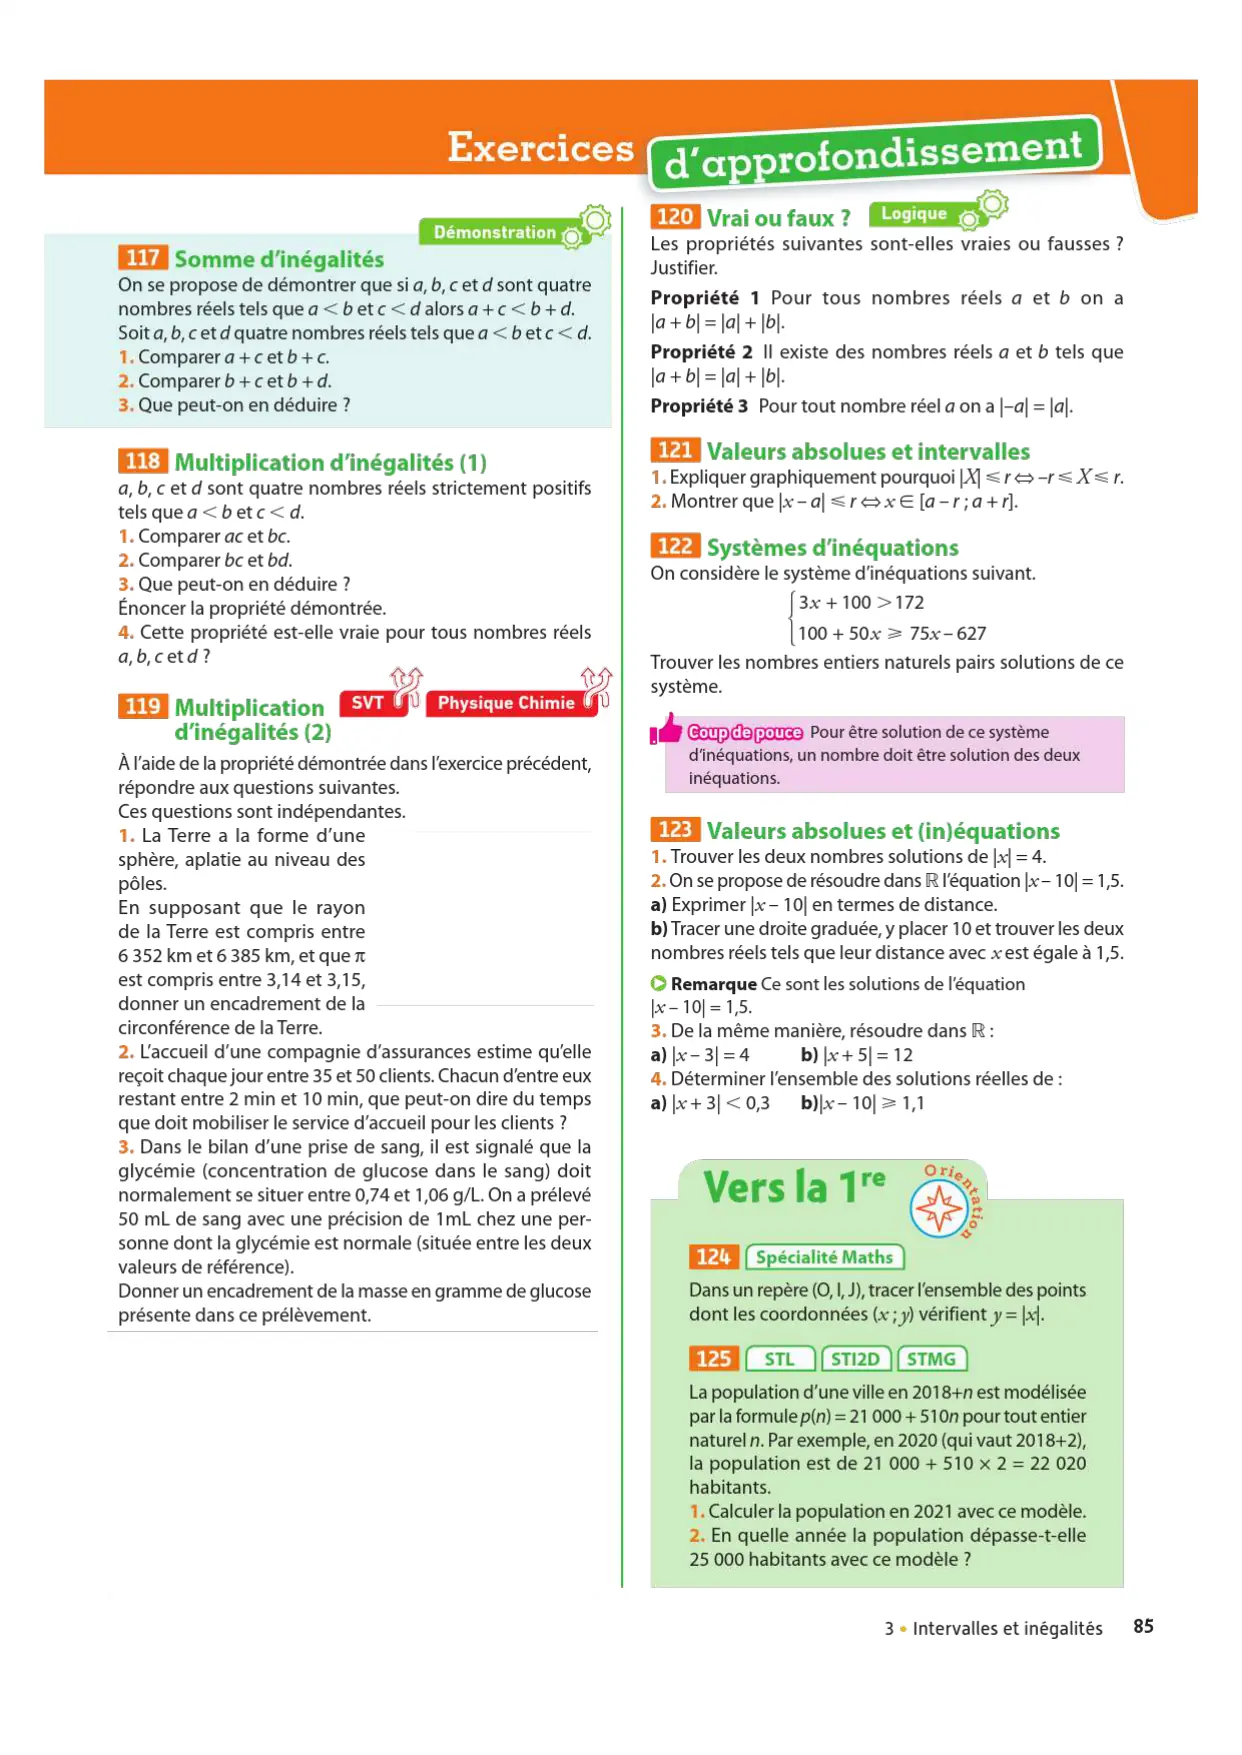 Exercices d'approfondissement
Démonstration
117 Somme d'inégalités
On se propose de démontrer que si a, b, c et d sont quatre
nombres réels tels que a < b et c < d alors a + c < b + d.
Soit a, b, c et d quatre nombres réels tels que a < b et c < d.
1. Comparer a + c et b + c.
2. Comparer b + c et b + d.
3. Que peut-on en déduire ?
118 Multiplication d'inégalités (1)
a, b, c et d sont quatre nombres réels strictement positifs
tels que a < b et c < d.
1. Comparer ac et bc.
2. Comparer bc et bd.
3. Que peut-on en déduire ?
Énoncer la propriété démontrée.
4. Cette propriété est-elle vraie pour tous nombres réels
a, b, c et d ?
119 Multiplication
d'inégalités (2)
SVT
Physique Chimie
À l'aide de la propriété démontrée dans l'exercice précédent,
répondre aux questions suivantes.
Ces questions sont indépendantes.
1. La Terre a la forme d'une
sphère, aplatie au niveau des
pôles.
En supposant que le rayon
de la Terre est compris entre
6 352 km et 6 385 km, et que π
est compris entre 3,14 et 3,15,
donner un encadrement de la
circonférence de la Terre.
2. L'accueil d'une compagnie d'assurances estime qu'elle
reçoit chaque jour entre 35 et 50 clients. Chacun d'entre eux
restant entre 2 min et 10 min, que peut-on dire du temps
que doit mobiliser le service d'accueil pour les clients ?
3. Dans le bilan d'une prise de sang, il est signalé que la
glycémie (concentration de glucose dans le sang) doit
normalement se situer entre 0,74 et 1,06 g/L. On a prélevé
50 mL de sang avec une précision de 1mL chez une per-
sonne dont la glycémie est normale (située entre les deux
valeurs de référence).
Donner un encadrement de la masse en gramme de glucose
présente dans ce prélèvement.
120 Vrai ou faux ?
Logique
Les propriétés suivantes sont-elles vraies ou fausses ?
Justifier.
Propriété 1 Pour tous nombres réels a et b on a
|a + b| = |a| + |b|.
Propriété 2 Il existe des nombres réels a et b tels que
|a + b| = |a| + |b|.
Propriété 3 Pour tout nombre réel a on a |–a| = |a|.
121 Valeurs absolues et intervalles
1. Expliquer graphiquement pourquoi |X| ⩽ r ⇔ –r ⩽ X ⩽ r.
2. Montrer que |x – a| ⩽ r ⇔ x ∈ [a – r ; a + r].
122 Systèmes d'inéquations
On considère le système d'inéquations suivant.
3x + 100 > 172
100 + 50x ⩾ 75x – 627
Trouver les nombres entiers naturels pairs solutions de ce
système.
Coup de pouce Pour être solution de ce système
d'inéquations, un nombre doit être solution des deux
inéquations.
123 Valeurs absolues et (in)équations
1. Trouver les deux nombres solutions de |x| = 4.
2. On se propose de résoudre dans ℝ l'équation |x – 10| = 1,5.
a) Exprimer |x – 10| en termes de distance.
b) Tracer une droite graduée, y placer 10 et trouver les deux
nombres réels tels que leur distance avec x est égale à 1,5.
Remarque Ce sont les solutions de l'équation
|x – 10| = 1,5.
3. De la même manière, résoudre dans ℝ :
a) |x – 3| = 4 b) |x + 5| = 12
4. Déterminer l'ensemble des solutions réelles de :
a) |x + 3| < 0,3 b)|x – 10| ⩾ 1,1
Vers la 1re
Orientation
124 Spécialité Maths
Dans un repère (O, I, J), tracer l'ensemble des points
dont les coordonnées (x ; y) vérifient y = |x|.
125 STL STI2D STMG
La population d'une ville en 2018+n est modélisée
par la formule p(n) = 21 000 + 510n pour tout entier
naturel n. Par exemple, en 2020 (qui vaut 2018+2),
la population est de 21 000 + 510 × 2 = 22 020
habitants.
1. Calculer la population en 2021 avec ce modèle.
2. En quelle année la population dépasse-t-elle
25 000 habitants avec ce modèle ?
3 • Intervalles et inégalités 85